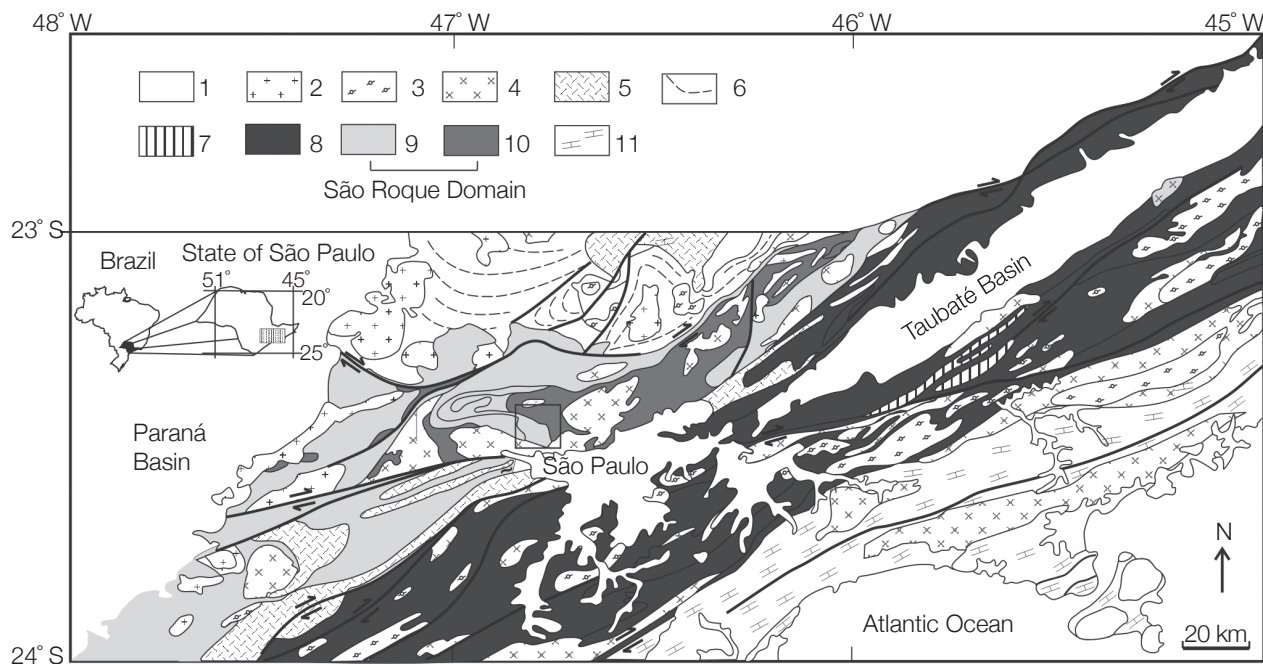 48° W 47° W 46° W 45° W
1 2 3 4 5 6
7 8 9 10 11
São Roque Domain
23° S
Brazil
State of São Paulo
51° 45°
20°
25°
Taubaté Basin
Paraná
Basin
São Paulo
N
Atlantic Ocean
20 km
24° S